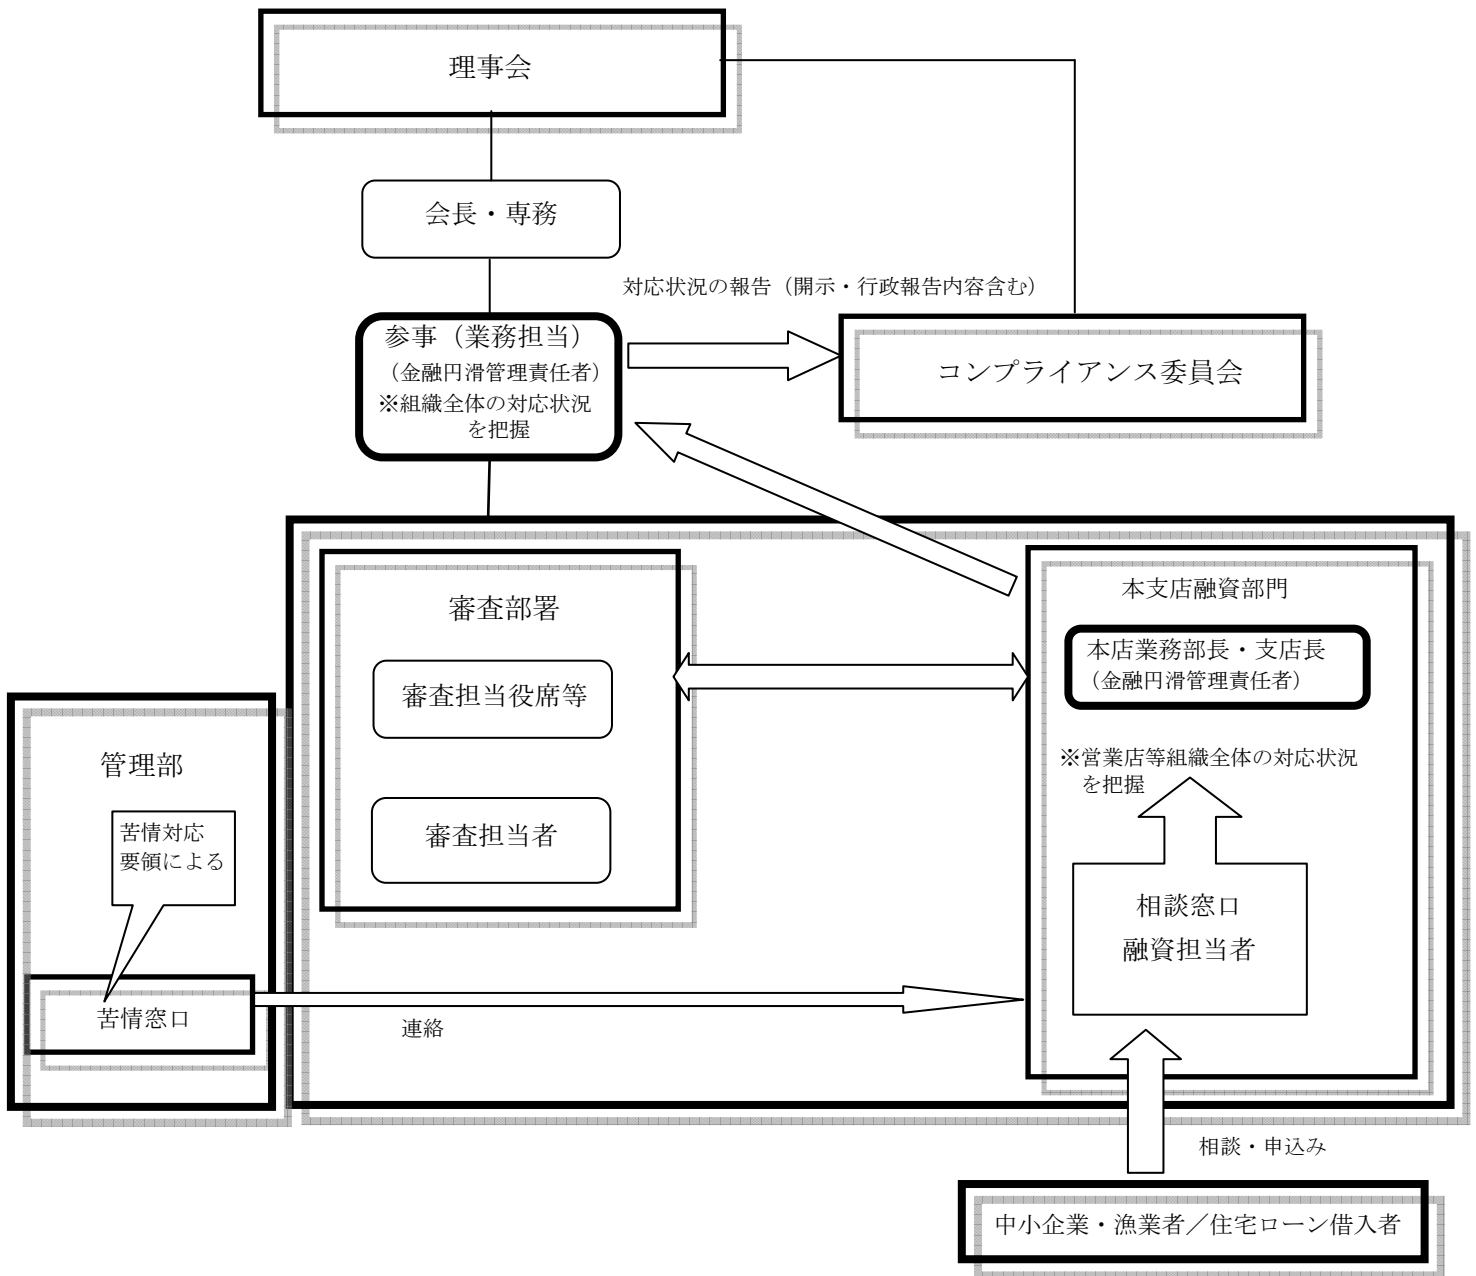 理事会
会長・専務
対応状況の報告（開示・行政報告内容含む）
参事（業務担当）
（金融円滑管理責任者）
※組織全体の対応状況
を把握
コンプライアンス委員会
審査部署
審査担当役席等
審査担当者
本支店融資部門
本店業務部長・支店長
（金融円滑管理責任者）
※営業店等組織全体の対応状況
を把握
相談窓口
融資担当者
管理部
苦情対応
要領による
苦情窓口
連絡
相談・申込み
中小企業・漁業者／住宅ローン借入者